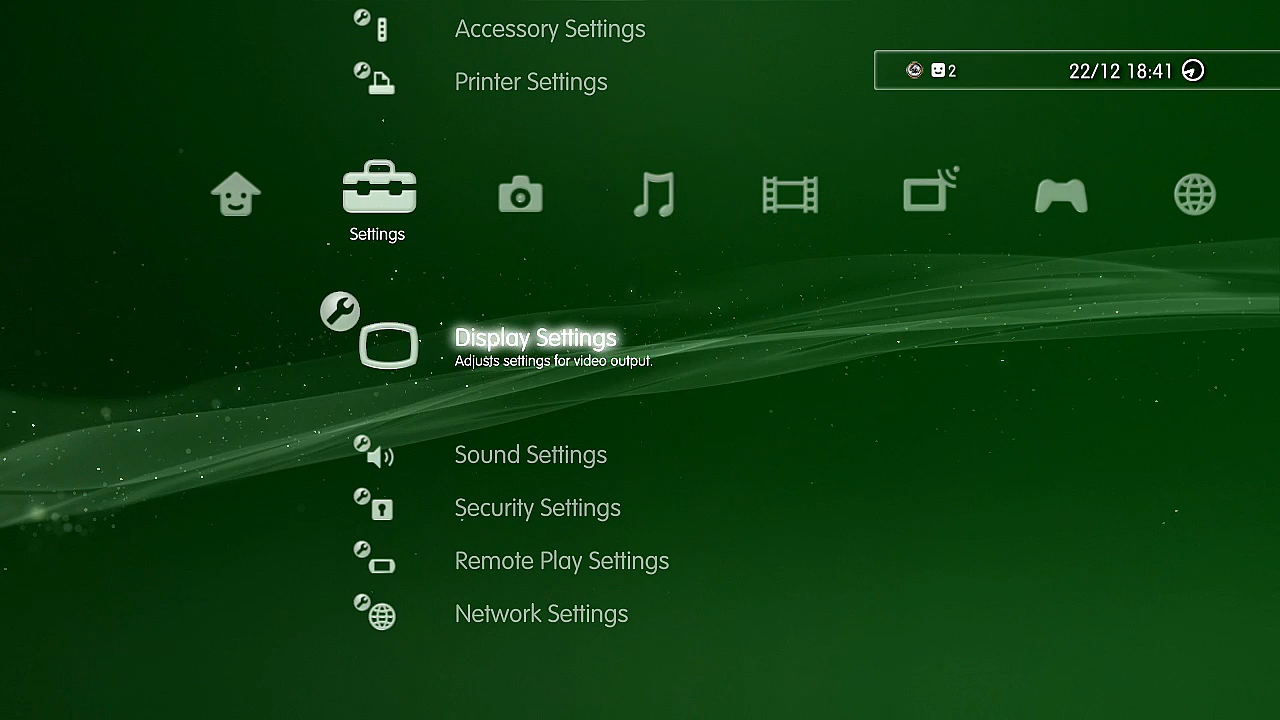 Accessory Settings
Printer Settings
2 22/12 18:41
Settings
Display Settings
Adjusts settings for video output.
Sound Settings
Security Settings
Remote Play Settings
Network Settings